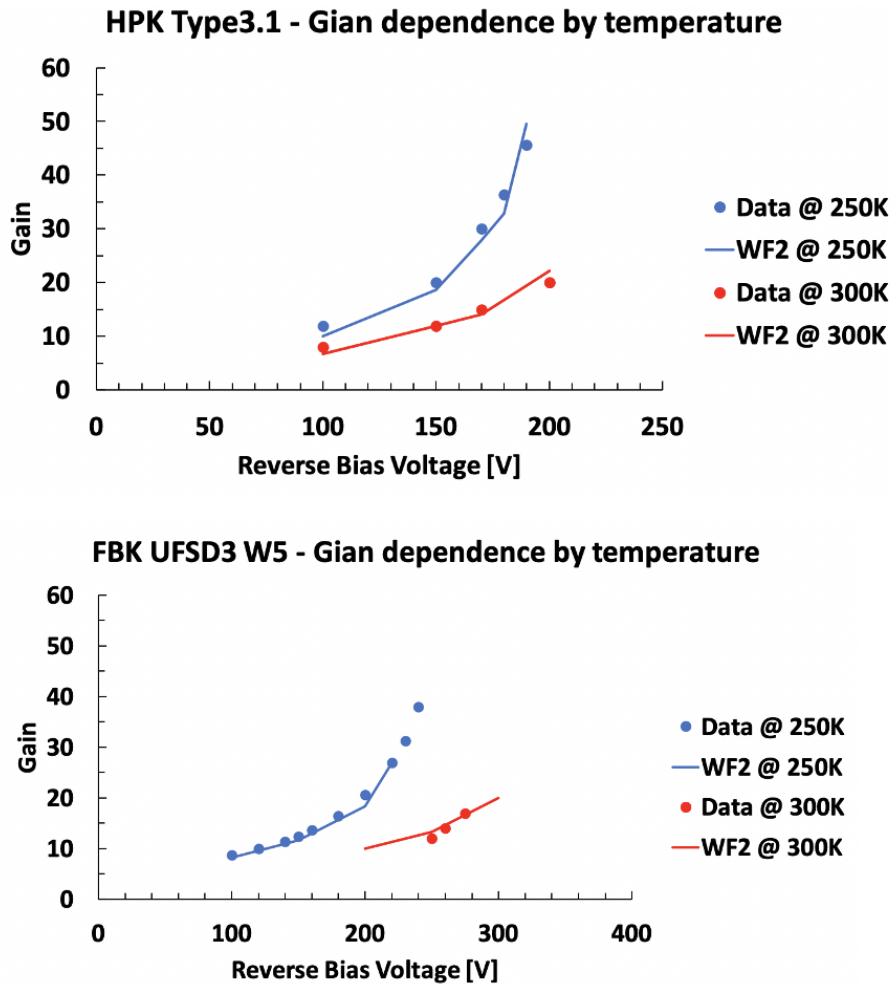 HPK Type3.1 - Gian dependence by temperature
60
50
40
30
20
10
0
Gain
0 50 100 150 200 250
Reverse Bias Voltage [V]
Data @ 250K
WF2 @ 250K
Data @ 300K
WF2 @ 300K
FBK UFSD3 W5 - Gian dependence by temperature
60
50
40
30
20
10
0
Gain
0 100 200 300 400
Reverse Bias Voltage [V]
Data @ 250K
WF2 @ 250K
Data @ 300K
WF2 @ 300K